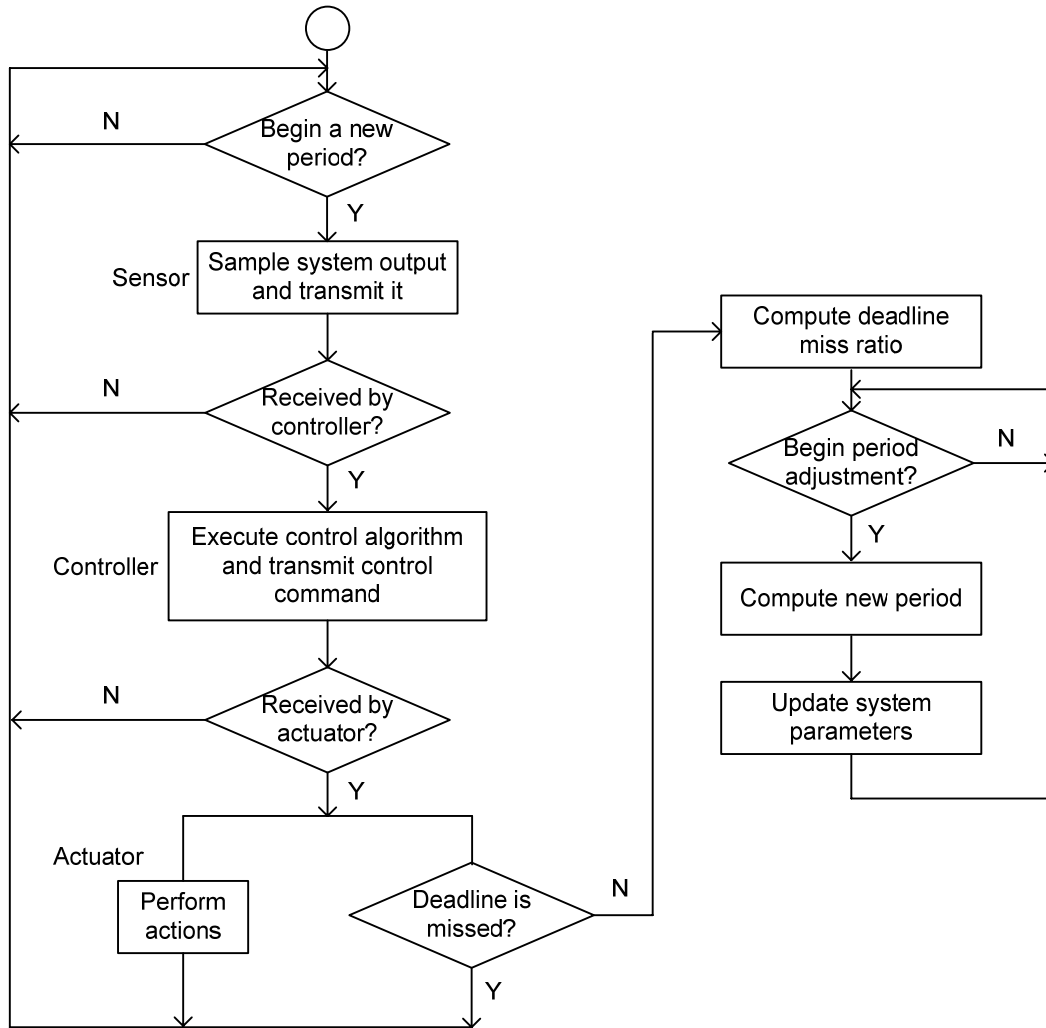 N
Begin a new
period?
Y
Sensor
Sample system output
and transmit it
N
Received by
controller?
Y
Controller
Execute control algorithm
and transmit control
command
N
Received by
actuator?
Y
Actuator
Perform
actions
Deadline is
missed?
N
Y
Compute deadline
miss ratio
Begin period
adjustment?
N
Y
Compute new period
Update system
parameters